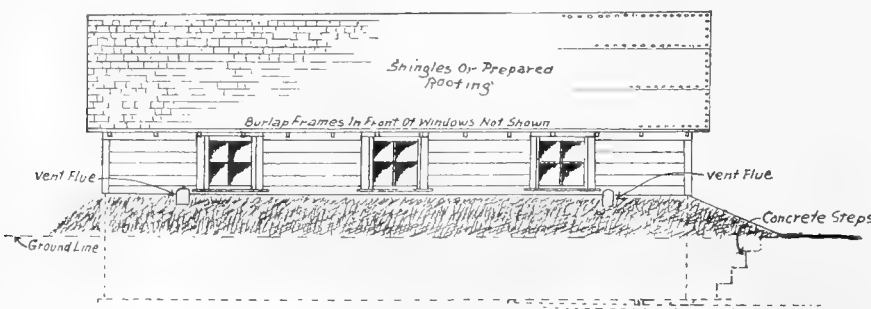 Shingles Or Prepared
Roofing
Burlap Frames In Front Of Windows Not Shown
Vent Flue
Vent Flue
Concrete Steps
Ground Line